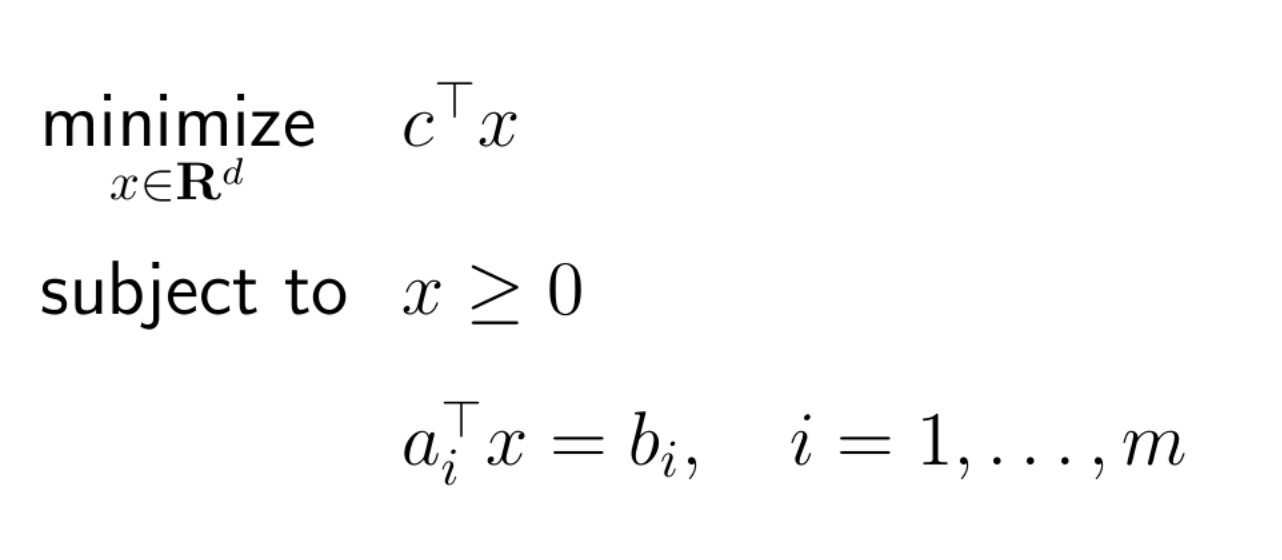 minimize c⊤x
x∈R^d
subject to x ≥ 0
a_i⊤x = b_i, i = 1, . . . , m